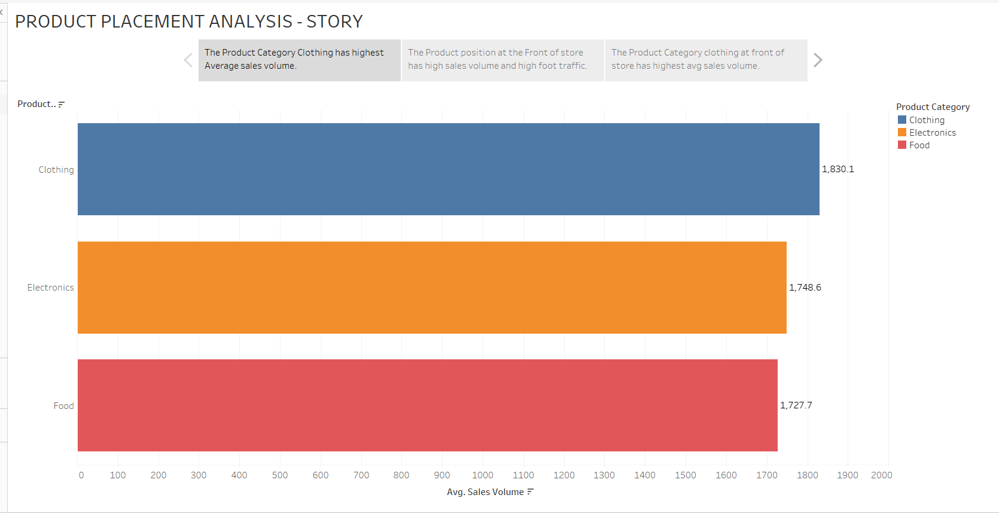 PRODUCT PLACEMENT ANALYSIS - STORY
The Product Category Clothing has highest
Average sales volume.
The Product position at the Front of store
has high sales volume and high foot traffic.
The Product Category clothing at front of
store has highest avg sales volume.
Product..
Product Category
Clothing
Electronics
Food
Clothing
1,830.1
Electronics
1,748.6
Food
1,727.7
0 100 200 300 400 500 600 700 800 900 1000 1100 1200 1300 1400 1500 1600 1700 1800 1900 2000
Avg. Sales Volume